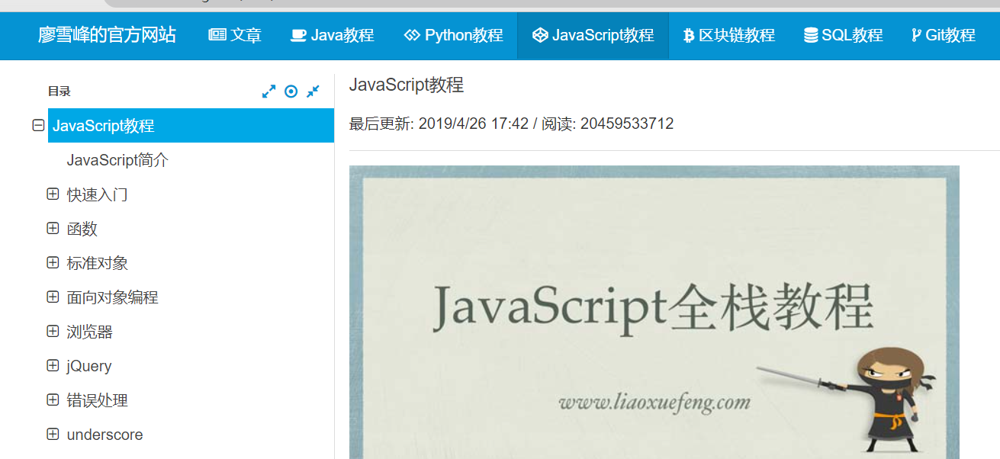 廖雪峰的官方网站 文章 Java教程 Python教程 JavaScript教程 区块链教程 SQL教程 Git教程
目录
JavaScript教程
JavaScript简介
快速入门
函数
标准对象
面向对象编程
浏览器
jQuery
错误处理
underscore
JavaScript教程
最后更新: 2019/4/26 17:42 / 阅读: 20459533712
JavaScript全栈教程
www.liaoxuefeng.com